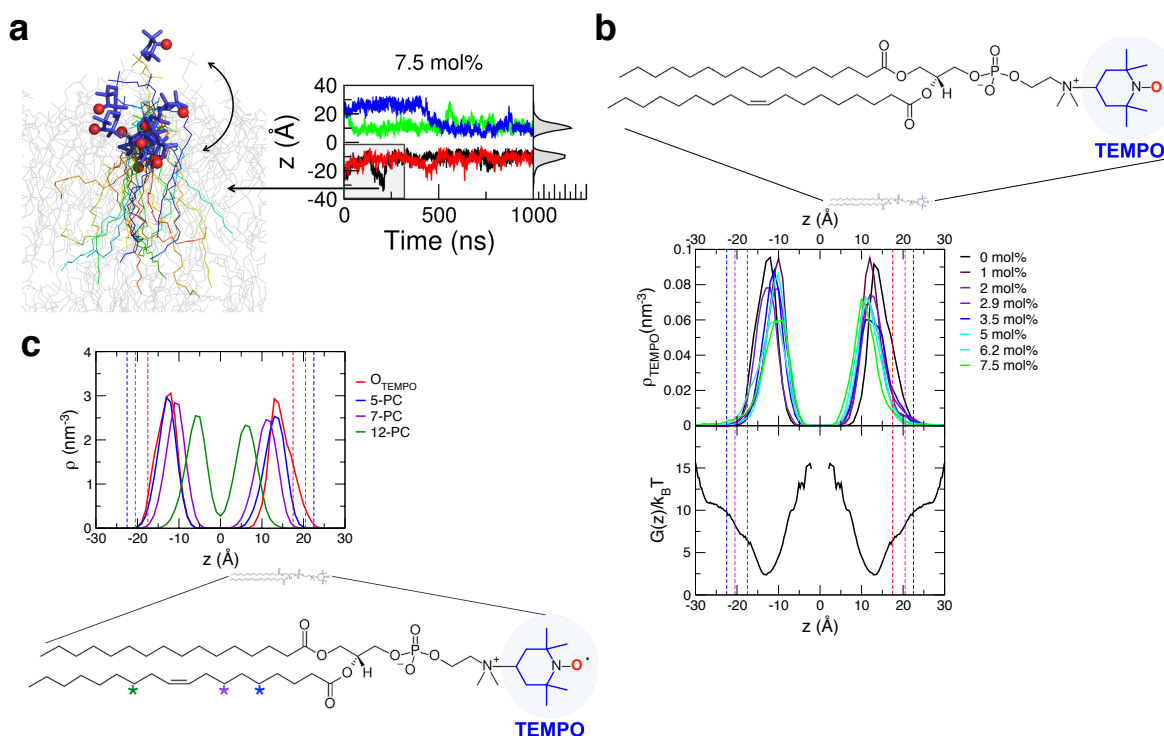 a
7.5 mol%
z (Å)
40
20
0
-20
-40
0
500
1000
Time (ns)
b
O
O
O
O
H
O
O
P
-O
O
N
+
N
O
TEMPO
z (Å)
-30 -20 -10 0 10 20 30
ρTEMPO(nm-3)
0.1
0.08
0.06
0.04
0.02
0
0 mol%
1 mol%
2 mol%
2.9 mol%
3.5 mol%
5 mol%
6.2 mol%
7.5 mol%
G(z)/kBT
15
10
5
0
-30 -20 -10 0 10 20 30
z (Å)
c
ρ (nm-3)
4
3
2
1
0
-30 -20 -10 0 10 20 30
z (Å)
OTEMPO
5-PC
7-PC
12-PC
O
O
O
O
H
O
O
P
-O
O
N
+
N
O
* * *
TEMPO